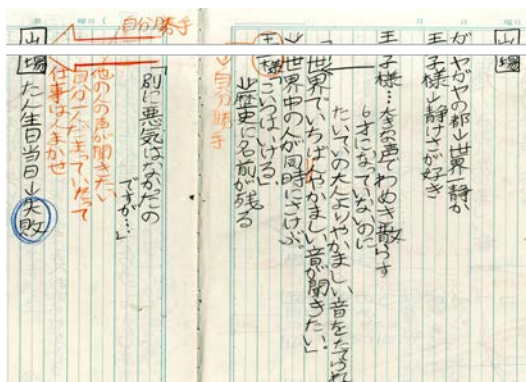 山場
ガヤガヤの都→世界一静か
王子様→静けさが好き
王子様…大きな声でわめき散らす
6才になっていないのに
たいていの大人よりやかましい音をたてられ
「世界でいちばんやかましい音が聞きたい」
→世界中の人が同時にさけぶ
王様「こいつはいける」
→歴史に名前が残る
→自分勝手
自分勝手
「別に悪気はなかったの
ですが…」
他の人の声が聞きたい
自分一人だまっていたって
仕事は人まかせ
山場
たん生日当日→失敗